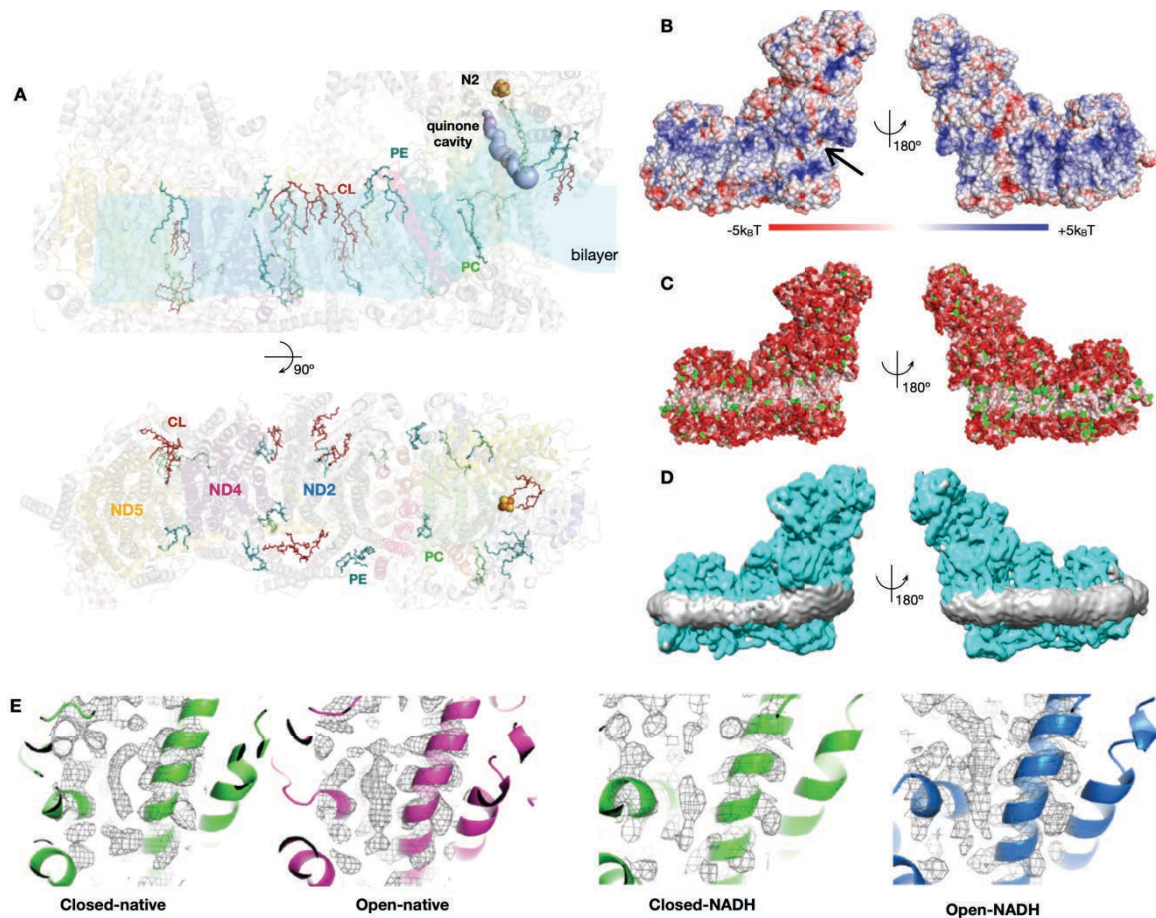 A
N2
quinone
cavity
PE
CL
bilayer
PC
90º
CL
ND5
ND4
ND2
PE
PC
B
180º
-5kBT
+5kBT
C
180º
D
180º
E
Closed-native
Open-native
Closed-NADH
Open-NADH